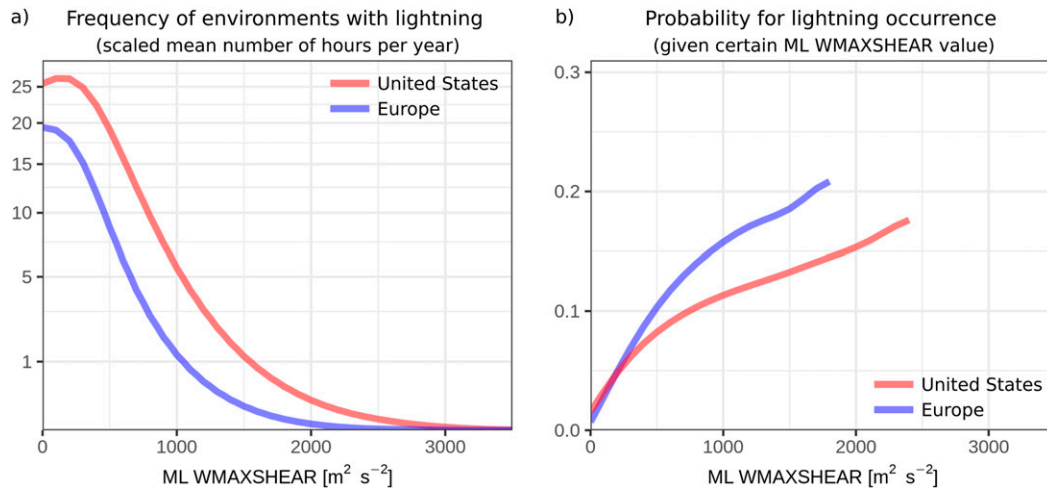 a) Frequency of environments with lightning
(scaled mean number of hours per year)
United States
Europe
25
20
15
10
5
1
0 1000 2000 3000
ML WMAXSHEAR [m² s⁻²]
b) Probability for lightning occurrence
(given certain ML WMAXSHEAR value)
0.3
0.2
0.1
0.0
United States
Europe
0 1000 2000 3000
ML WMAXSHEAR [m² s⁻²]